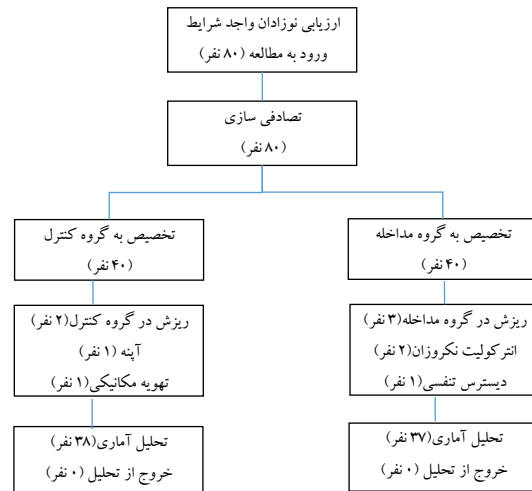 ارزیابی نوزادان واجد شرایط
ورود به مطالعه (۸۰ نفر)
تصادفی سازی
(۸۰ نفر)
تخصیص به گروه مداخله
(۴۰ نفر)
تخصیص به گروه کنترل
(۴۰ نفر)
ریزش در گروه مداخله(۳ نفر)
انترکولیت نکروزان(۲ نفر)
دیسترس تنفسی(۱ نفر)
ریزش در گروه کنترل(۲ نفر)
آپنه (۱ نفر)
تهویه مکانیکی(۱ نفر)
تحلیل آماری(۳۷ نفر)
خروج از تحلیل (۰ نفر)
تحلیل آماری(۳۸ نفر)
خروج از تحلیل (۰ نفر)